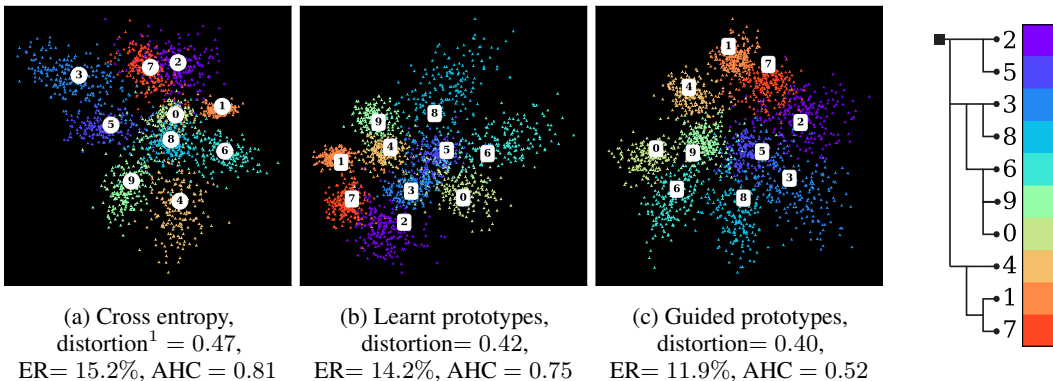 7 2
3
1
0
5
8
6
9
4
8
9
4 5 6
1
3
7 0
2
1
7
4
2
0 9 5
3
6
8
2
5
3
8
6
9
0
4
1
7
(a) Cross entropy,
distortion¹ = 0.47,
ER= 15.2%, AHC = 0.81
(b) Learnt prototypes,
distortion= 0.42,
ER= 14.2%, AHC = 0.75
(c) Guided prototypes,
distortion= 0.40,
ER= 11.9%, AHC = 0.52